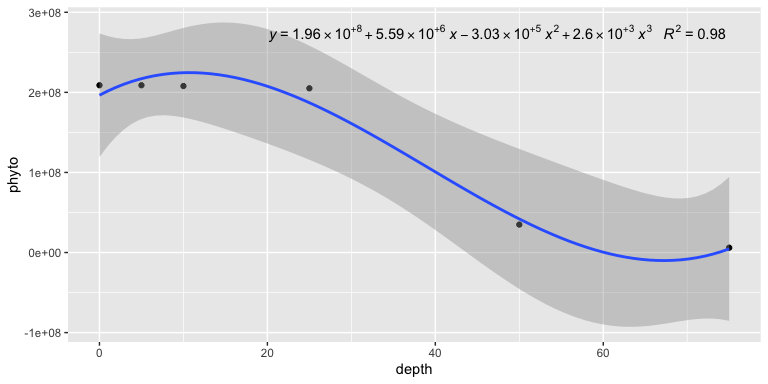 3e+08
y = 1.96 × 10⁺⁸ + 5.59 × 10⁺⁶ x − 3.03 × 10⁺⁵ x² + 2.6 × 10⁺³ x³ R² = 0.98
2e+08
phyto
1e+08
0e+00
-1e+08
0 20 40 60
depth